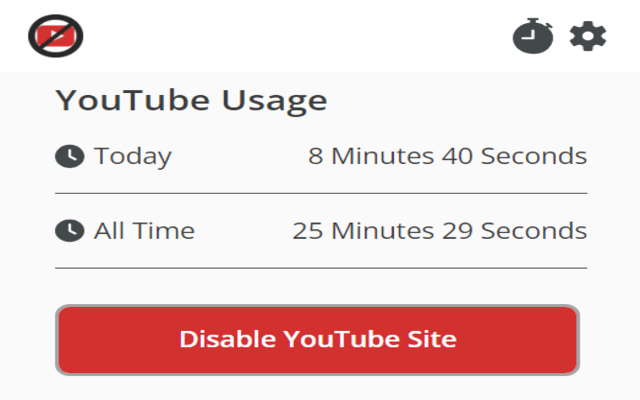 YouTube Usage
Today 8 Minutes 40 Seconds
All Time 25 Minutes 29 Seconds
Disable YouTube Site